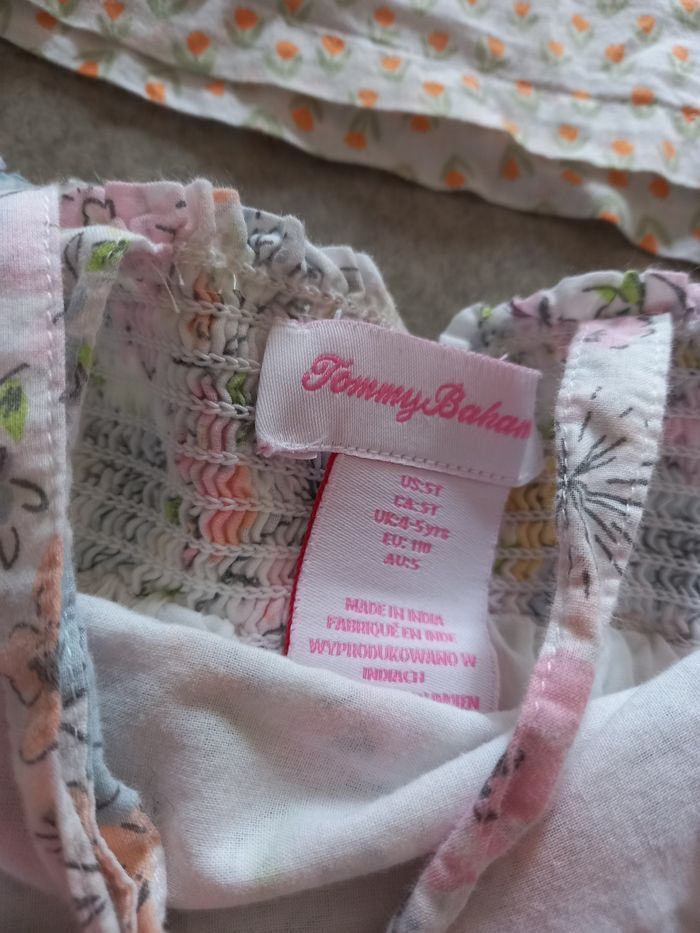 Tommy Baham
US:5T
CA:5T
UK:4-5yrs
EU: 110
AU:5
MADE IN INDIA
FABRIQUÉ EN INDE
WYPRODUKOWANO W
INDIACH